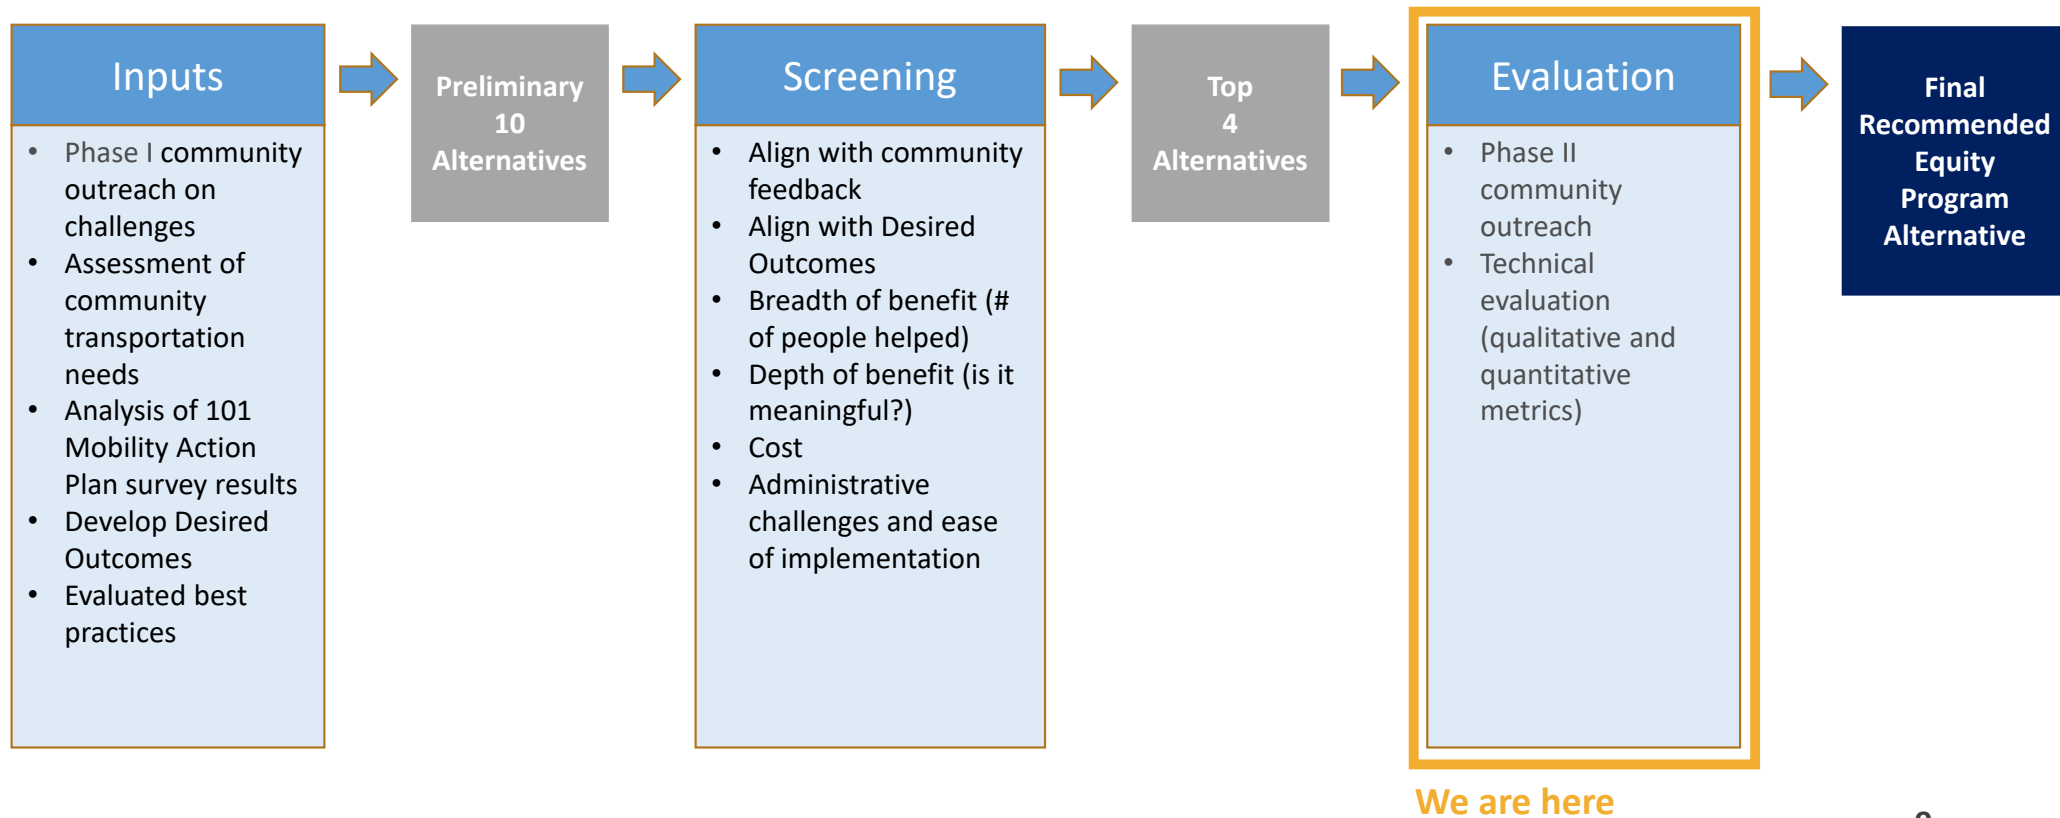 Inputs
• Phase I community
outreach on
challenges
• Assessment of
community
transportation
needs
• Analysis of 101
Mobility Action
Plan survey results
• Develop Desired
Outcomes
• Evaluated best
practices
Preliminary
10
Alternatives
Screening
• Align with community
feedback
• Align with Desired
Outcomes
• Breadth of benefit (#
of people helped)
• Depth of benefit (is it
meaningful?)
• Cost
• Administrative
challenges and ease
of implementation
Top
4
Alternatives
Evaluation
• Phase II
community
outreach
• Technical
evaluation
(qualitative and
quantitative
metrics)
Final
Recommended
Equity
Program
Alternative
We are here